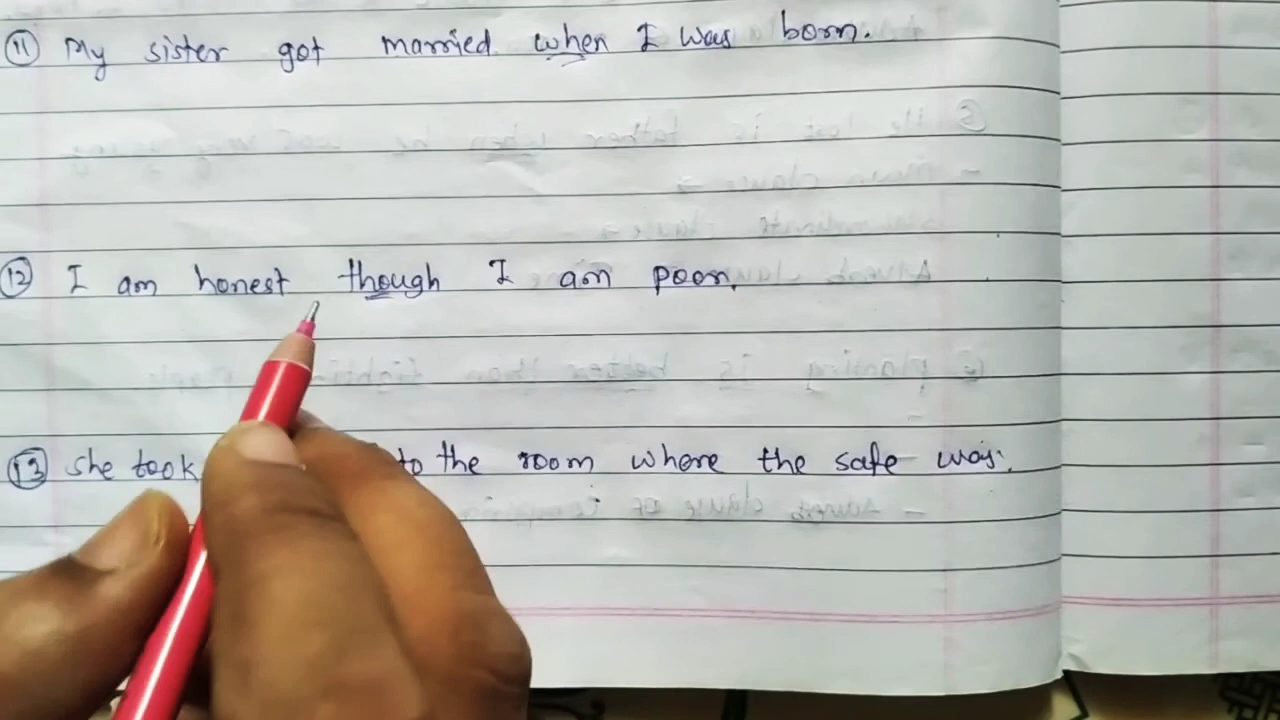 11 My sister got married when I was born.
12 I am honest though I am poor.
13 she took to the room where the safe was.